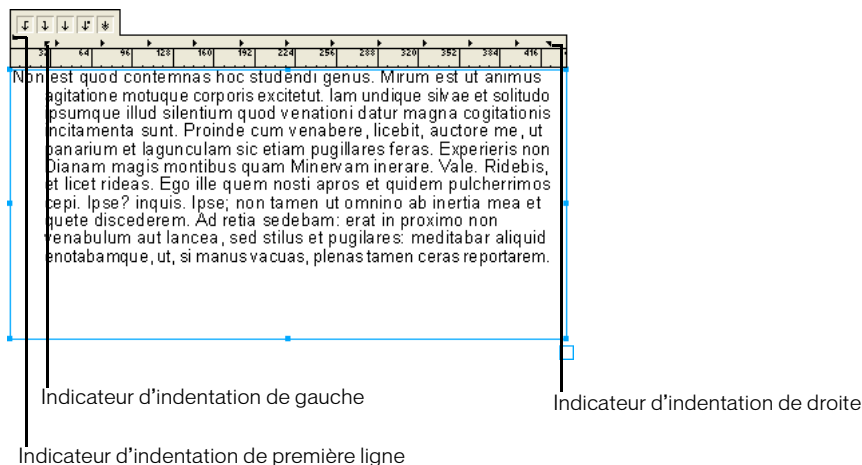 32 64 96 128 160 192 224 256 288 320 352 384 416
Non est quod contemnas hoc studendi genus. Mirum est ut animus
agitatione motuque corporis excitetut. Iam undique silvae et solitudo
ipsumque illud silentium quod venationi datur magna cogitationis
incitamenta sunt. Proinde cum venabere, licebit, auctore me, ut
panarium et lagunculam sic etiam pugillares feras. Experieris non
Dianam magis montibus quam Minervam inerare. Vale. Ridebis,
et licet rideas. Ego ille quem nosti apros et quidem pulcherrimos
cepi. Ipse? inquis. Ipse; non tamen ut omnino ab inertia mea et
quete discederem. Ad retia sedebam: erat in proximo non
venabulum aut lancea, sed stilus et pugilares: meditabar aliquid
enotabamque, ut, si manus vacuas, plenas tamen ceras reportarem.
Indicateur d'indentation de gauche
Indicateur d'indentation de droite
Indicateur d'indentation de première ligne